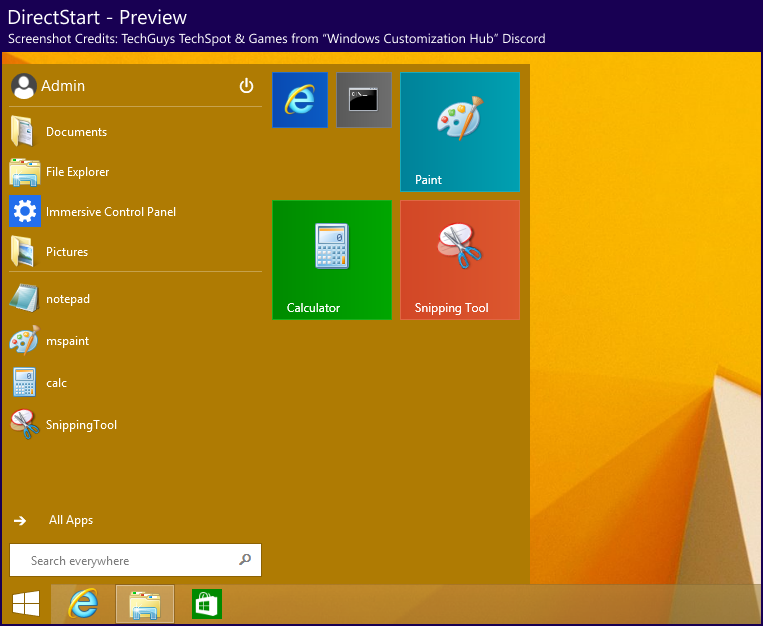 DirectStart - Preview
Screenshot Credits: TechGuys TechSpot & Games from “Windows Customization Hub” Discord
Admin
Documents
File Explorer
Immersive Control Panel
Pictures
notepad
mspaint
calc
SnippingTool
All Apps
Search everywhere
Paint
Calculator
Snipping Tool